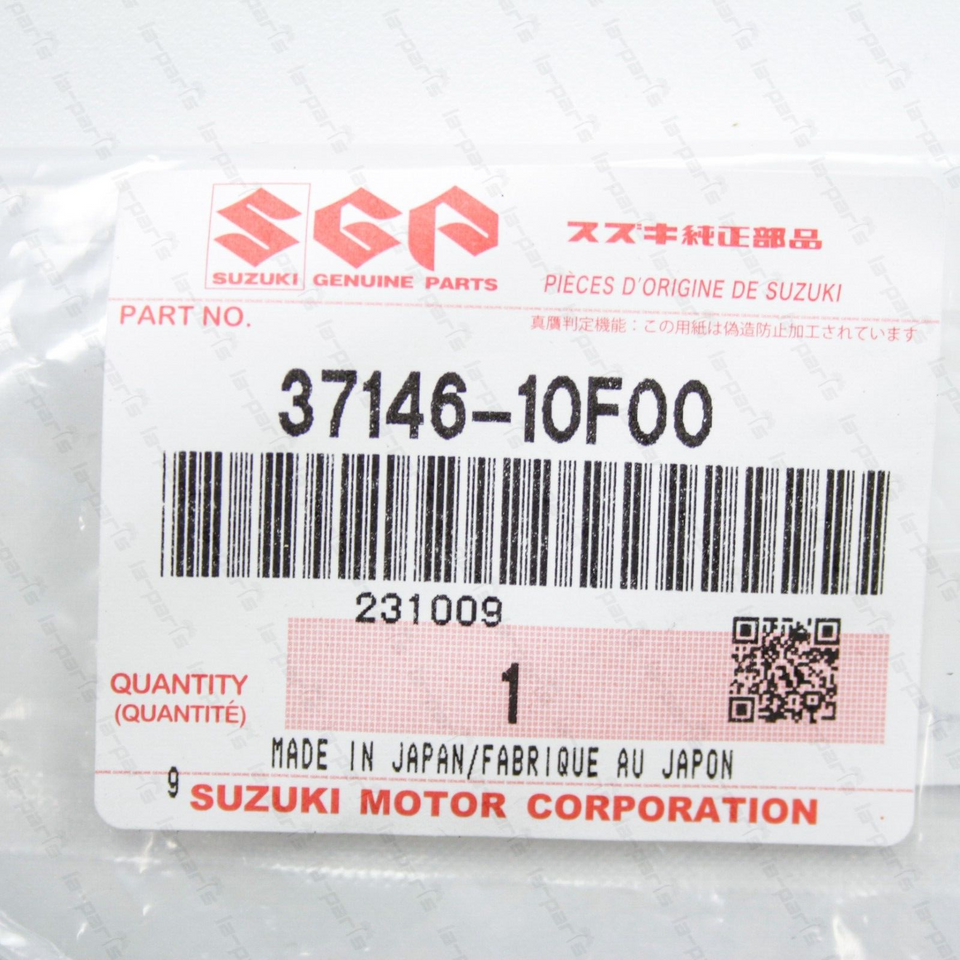 SGP
スズキ純正部品
SUZUKI GENUINE PARTS
PIÈCES D'ORIGINE DE SUZUKI
PART NO.
真贋判定機能：この用紙は偽造防止加工されています
37146-10F00
231009
QUANTITY
(QUANTITÉ)
1
MADE IN JAPAN/FABRIQUE AU JAPON
9
SUZUKI MOTOR CORPORATION
la-parts